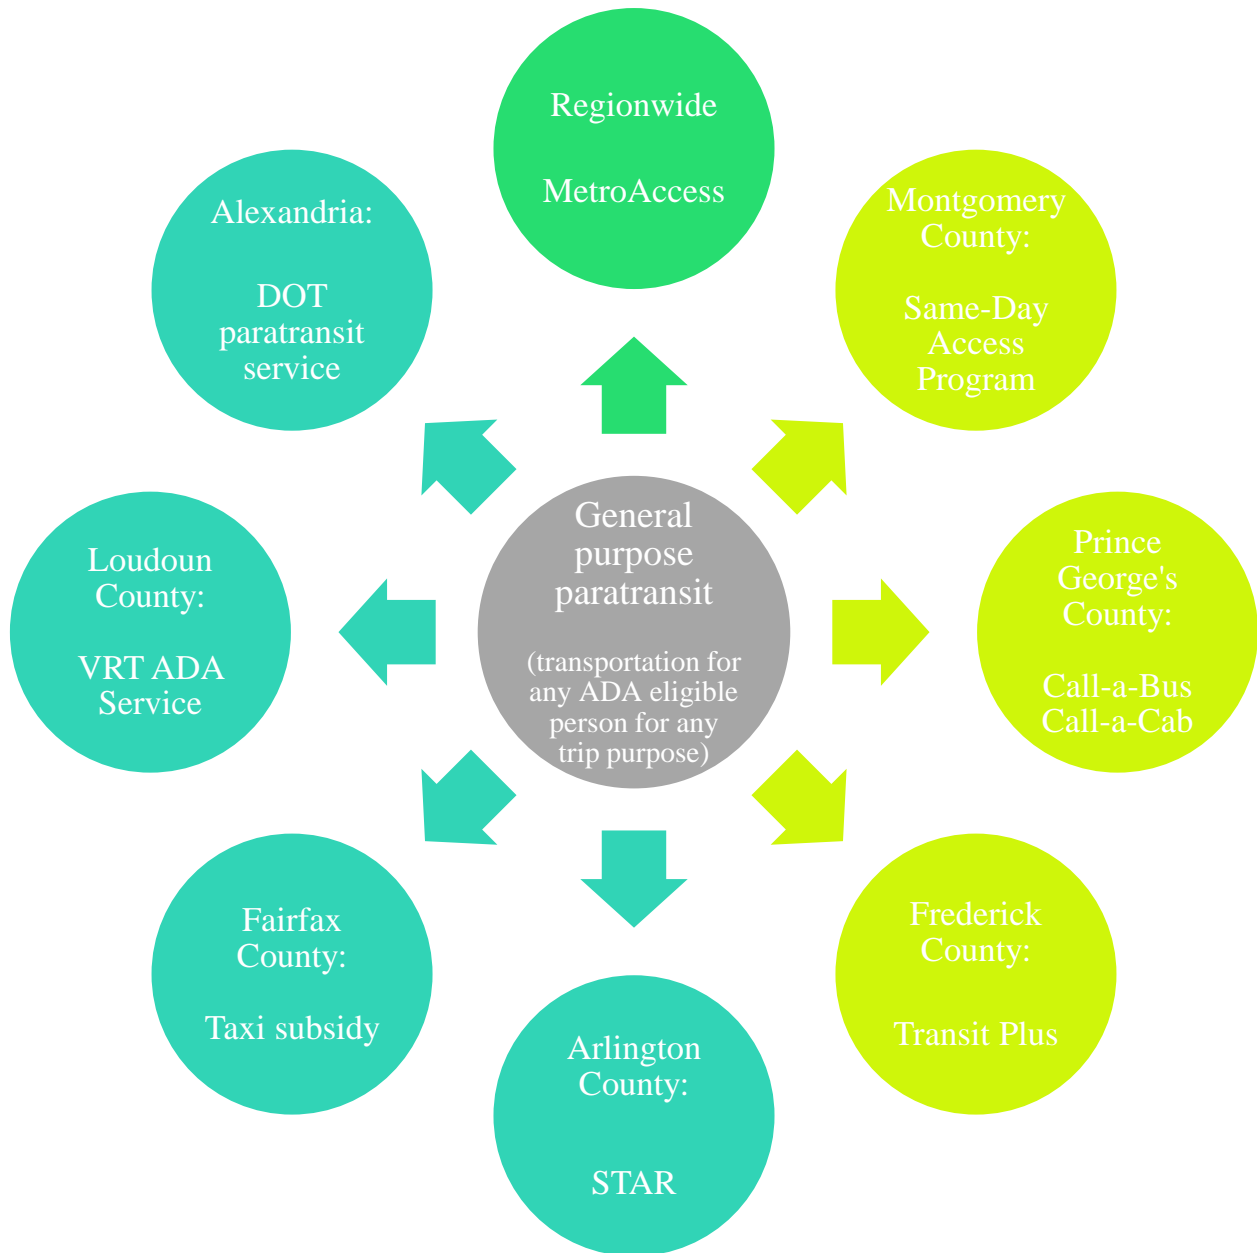 Regionwide
MetroAccess
Montgomery
County:
Same-Day
Access
Program
Prince
George's
County:
Call-a-Bus
Call-a-Cab
Frederick
County:
Transit Plus
Arlington
County:
STAR
Fairfax
County:
Taxi subsidy
Loudoun
County:
VRT ADA
Service
Alexandria:
DOT
paratransit
service
General
purpose
paratransit
(transportation for
any ADA eligible
person for any
trip purpose)